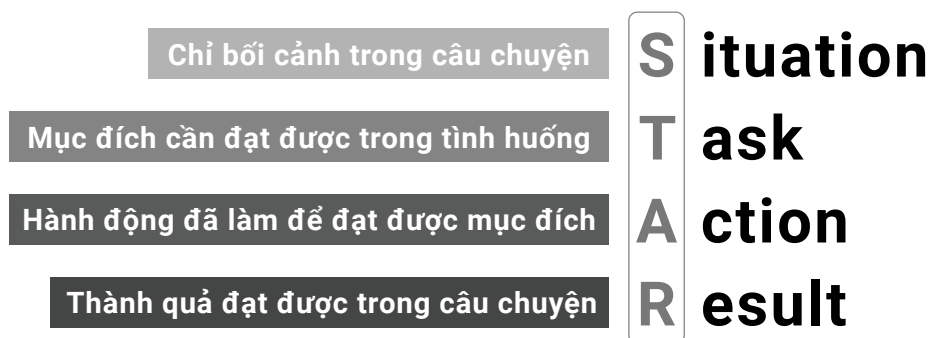 Chỉ bối cảnh trong câu chuyện Situation
Mục đích cần đạt được trong tình huống Task
Hành động đã làm để đạt được mục đích Action
Thành quả đạt được trong câu chuyện Result